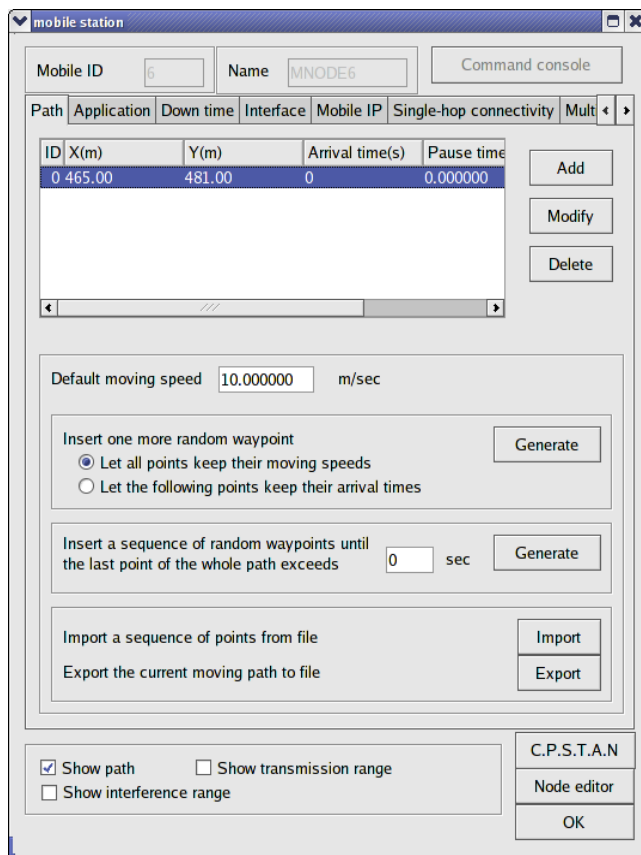 mobile station
Mobile ID 6 Name MNODE6 Command console
Path Application Down time Interface Mobile IP Single-hop connectivity Mult
ID X(m) Y(m) Arrival time(s) Pause time
0 465.00 481.00 0 0.000000
Add
Modify
Delete
Default moving speed 10.000000 m/sec
Insert one more random waypoint
Generate
Let all points keep their moving speeds
Let the following points keep their arrival times
Insert a sequence of random waypoints until
the last point of the whole path exceeds 0 sec Generate
Import a sequence of points from file Import
Export the current moving path to file Export
C.P.S.T.A.N
Show path Show transmission range
Node editor
Show interference range
OK